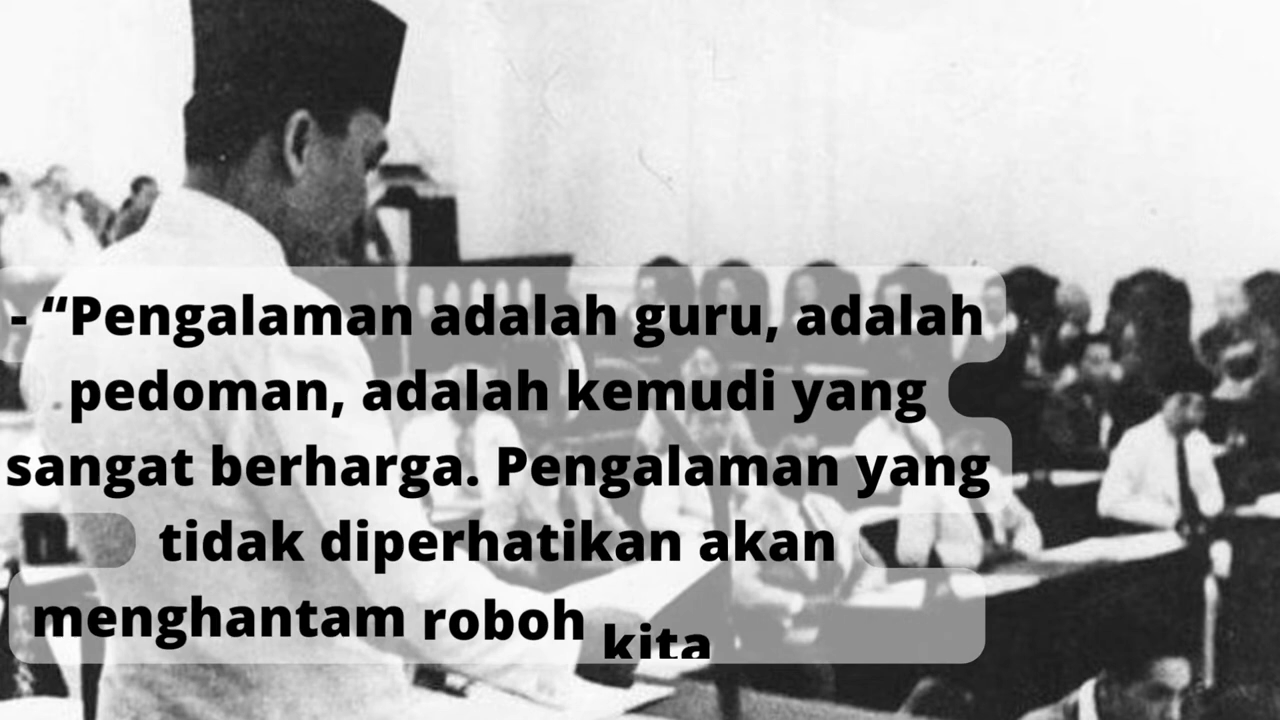 - “Pengalaman adalah guru, adalah
pedoman, adalah kemudi yang
sangat berharga. Pengalaman yang
tidak diperhatikan akan
menghantam roboh kita